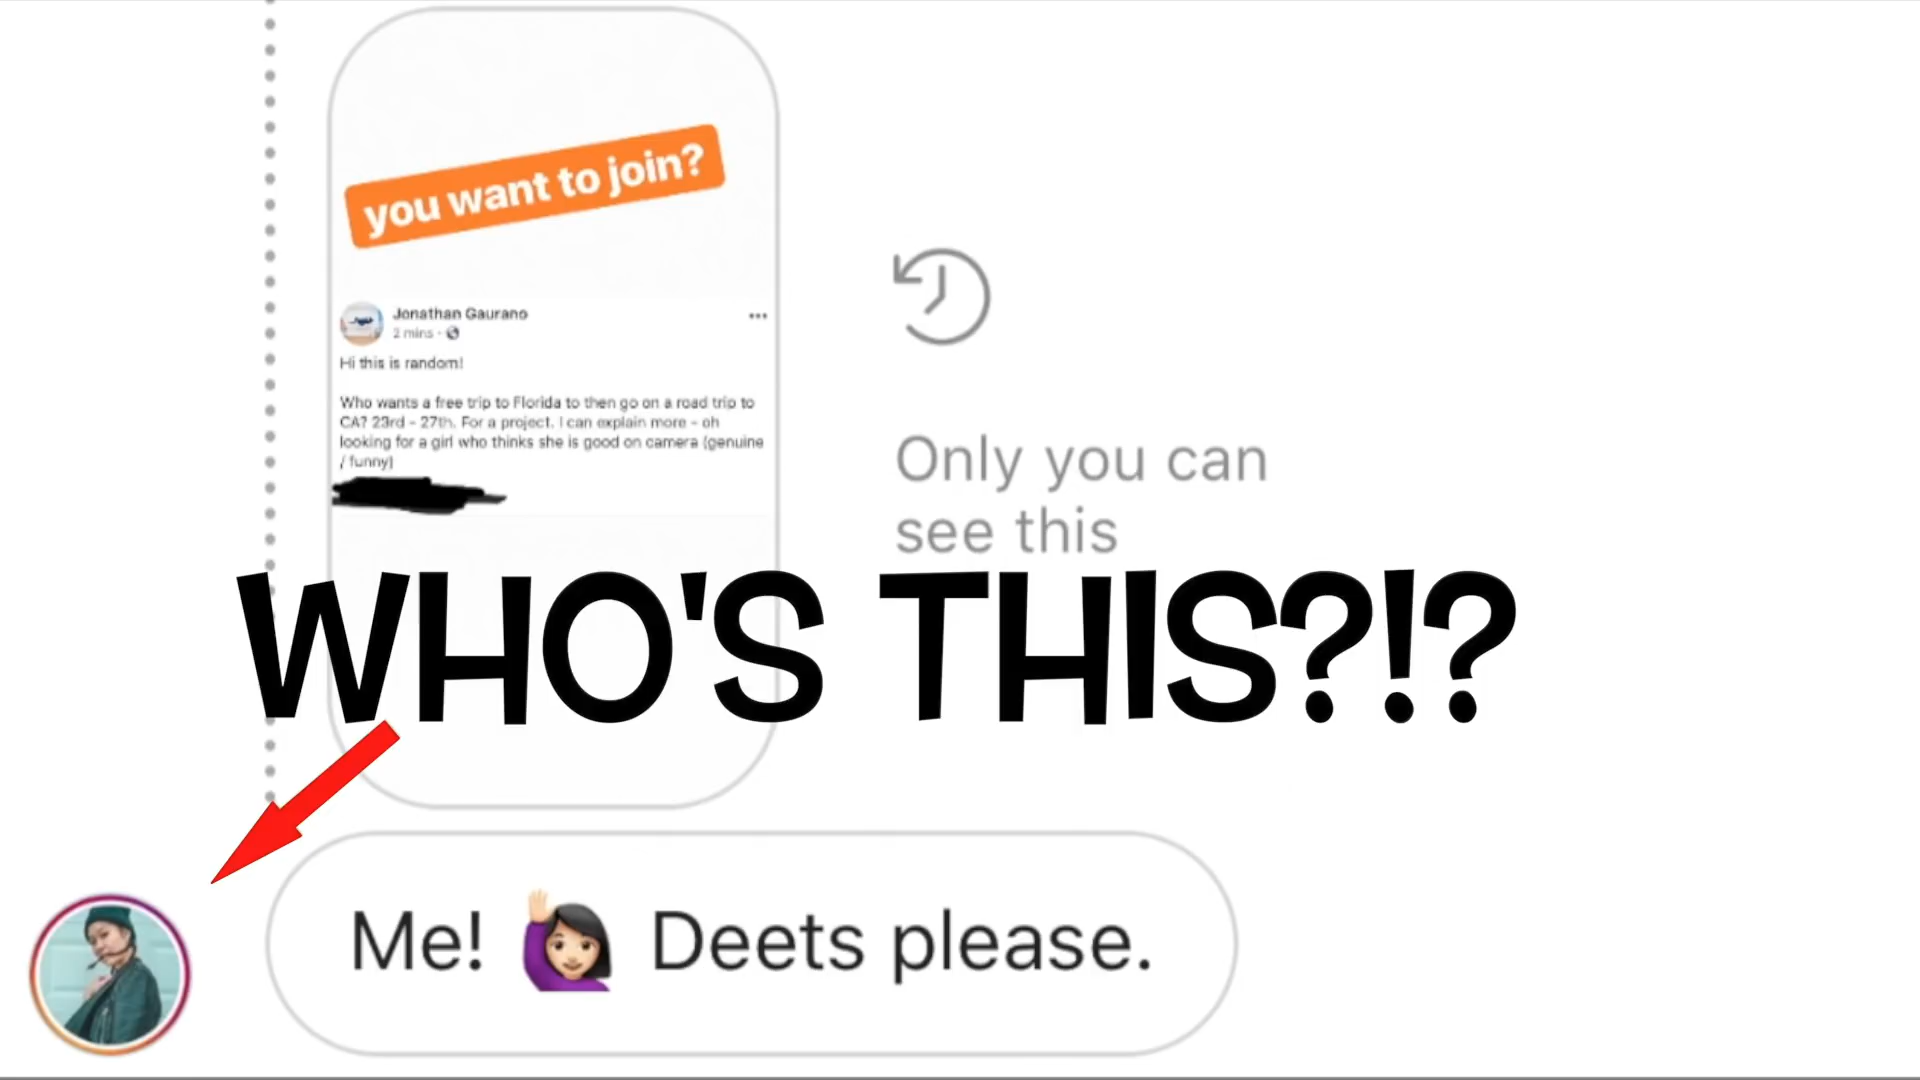 you want to join?
Jonathan Gaurano
2 mins ·
Hi this is random!
Who wants a free trip to Florida to then go on a road trip to
CA? 23rd - 27th. For a project. I can explain more - oh
looking for a girl who thinks she is good on camera (genuine
/ funny)
Only you can
see this
WHO'S THIS?!?
Me! 🙋🏻‍♀️ Deets please.